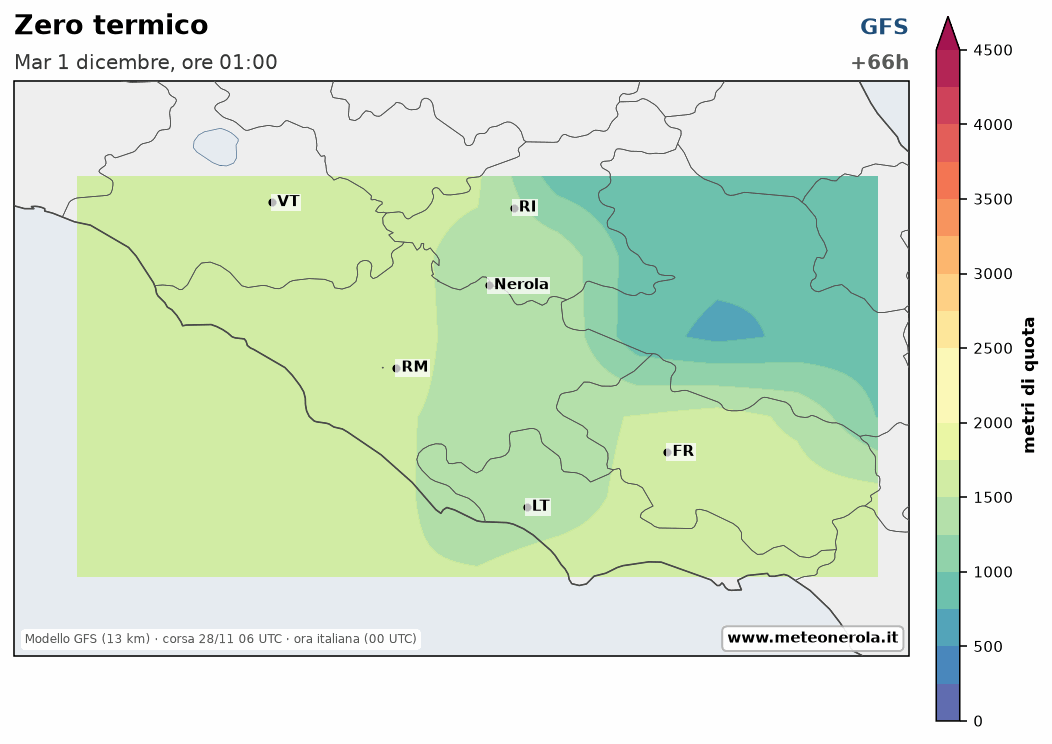 Zero termico
GFS
Mar 1 dicembre, ore 01:00
+66h
4500
4000
3500
3000
2500
2000
1500
1000
500
0
metri di quota
VT
RI
Nerola
RM
FR
LT
Modello GFS (13 km) · corsa 28/11 06 UTC · ora italiana (00 UTC)
www.meteonerola.it